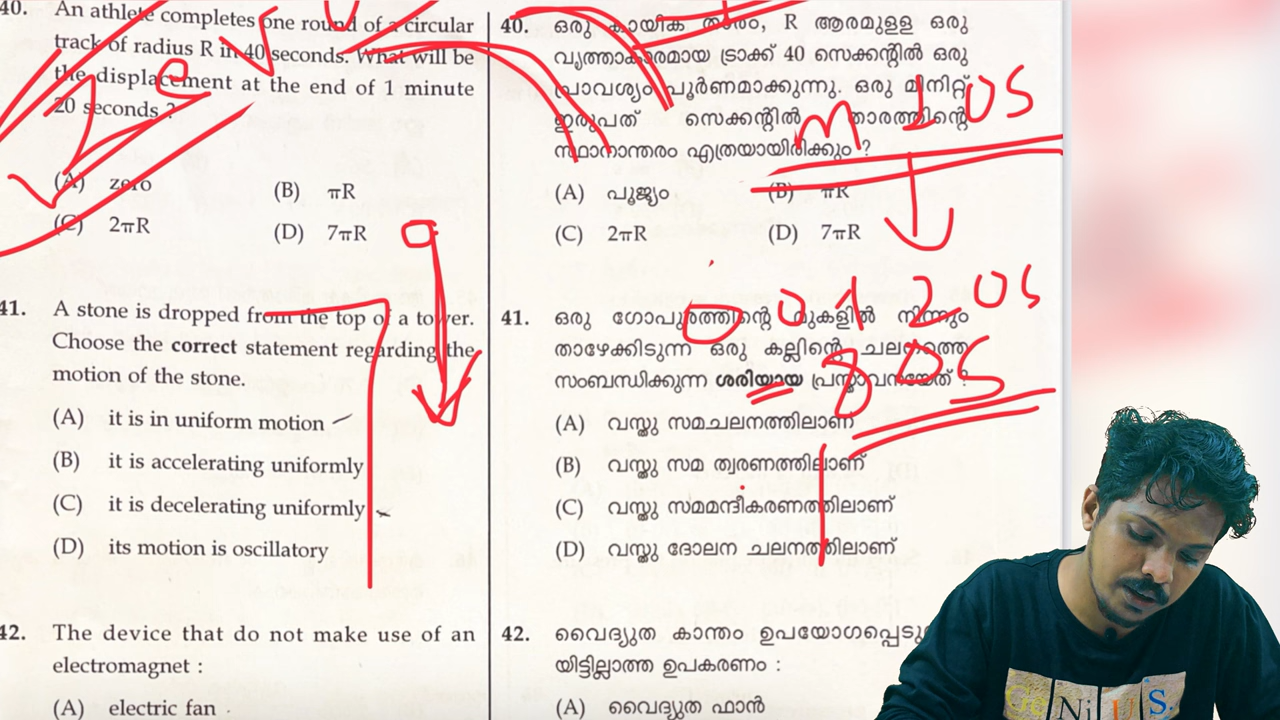 40. An athlete completes one round of a circular
track of radius R in 40 seconds. What will be
the displacement at the end of 1 minute
20 seconds ?
(A) zero
(B) πR
(C) 2πR
(D) 7πR
41. A stone is dropped from the top of a tower.
Choose the correct statement regarding the
motion of the stone.
(A) it is in uniform motion
(B) it is accelerating uniformly
(C) it is decelerating uniformly
(D) its motion is oscillatory
42. The device that do not make use of an
electromagnet :
(A) electric fan
40. ഒരു കായിക താരം, R ആരമുളള ഒരു
വൃത്താകാരമായ ട്രാക്ക് 40 സെക്കന്റിൽ ഒരു
പ്രാവശ്യം പൂർണമാക്കുന്നു. ഒരു മിനിറ്റ്
ഇരുപത് സെക്കന്റിൽ താരത്തിന്റെ
സ്ഥാനാന്തരം എത്രയായിരിക്കും ?
(A) പൂജ്യം
(B) πR
(C) 2πR
(D) 7πR
41. ഒരു ഗോപുരത്തിന്റെ മുകളിൽ നിന്നും
താഴേക്കിടുന്ന ഒരു കല്ലിന്റെ ചലനത്തെ
സംബന്ധിക്കുന്ന ശരിയായ പ്രസ്താവനയേത് ?
(A) വസ്തു സമചലനത്തിലാണ്
(B) വസ്തു സമ ത്വരണത്തിലാണ്
(C) വസ്തു സമമന്ദീകരണത്തിലാണ്
(D) വസ്തു ദോലന ചലനത്തിലാണ്
42. വൈദ്യുത കാന്തം ഉപയോഗപ്പെടു
യിട്ടില്ലാത്ത ഉപകരണം :
(A) വൈദ്യുത ഫാൻ
80S
NiUS.